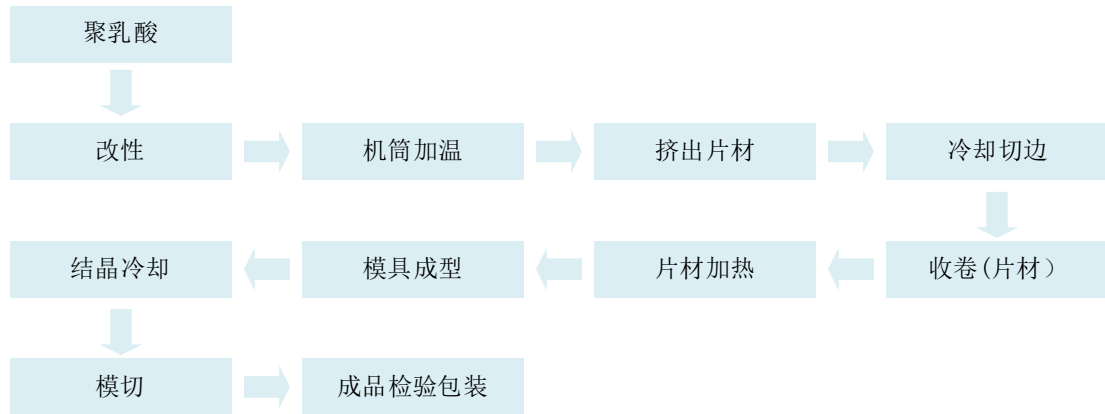 聚乳酸
改性
机筒加温
挤出片材
冷却切边
收卷(片材）
片材加热
模具成型
结晶冷却
模切
成品检验包装